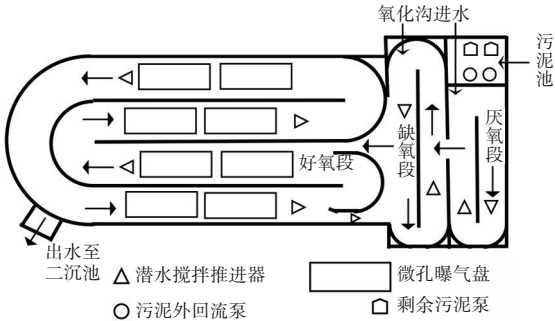 氧化沟进水
污泥池
厌氧段
缺氧段
好氧段
出水至
二沉池
潜水搅拌推进器
微孔曝气盘
污泥外回流泵
剩余污泥泵